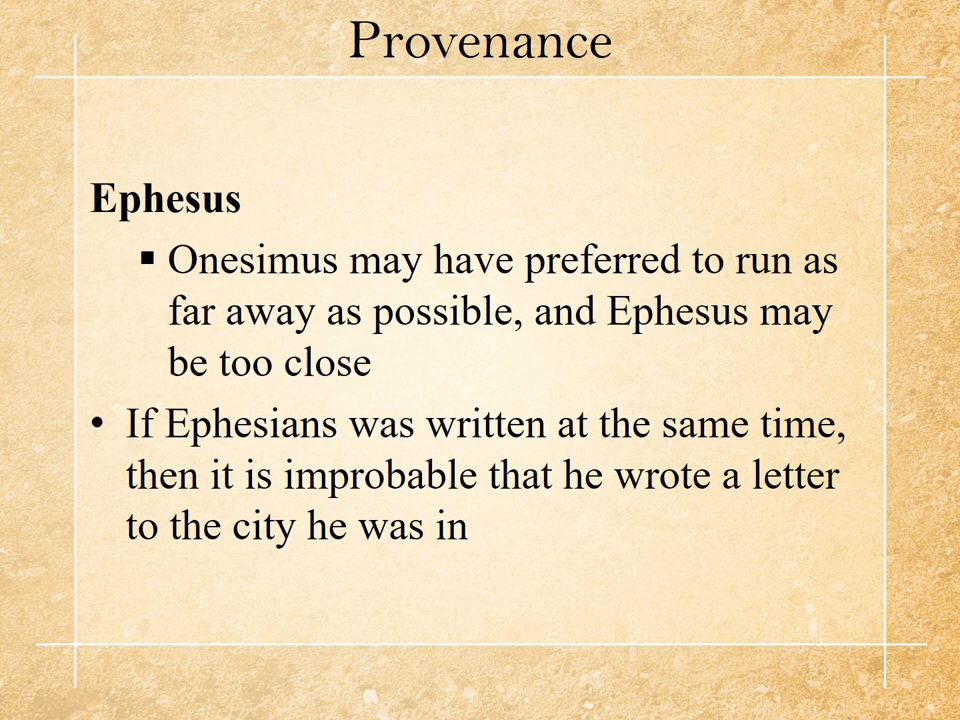 Provenance
Ephesus
▪ Onesimus may have preferred to run as
far away as possible, and Ephesus may
be too close
• If Ephesians was written at the same time,
then it is improbable that he wrote a letter
to the city he was in